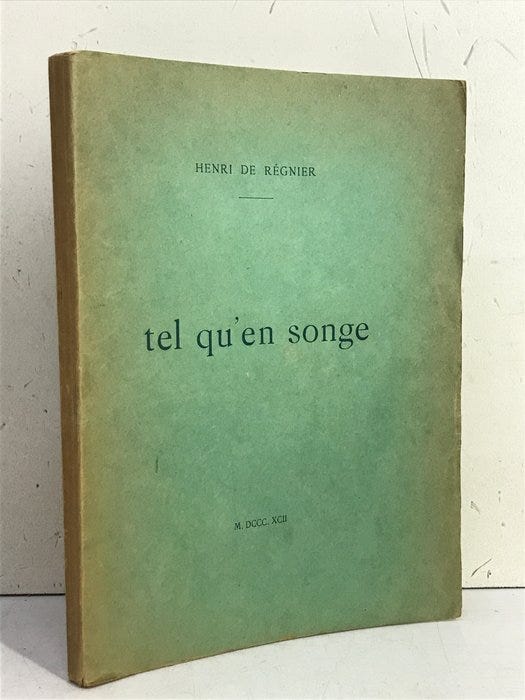 HENRI DE RÉGNIER
tel qu'en songe
M. DCCC. XCII